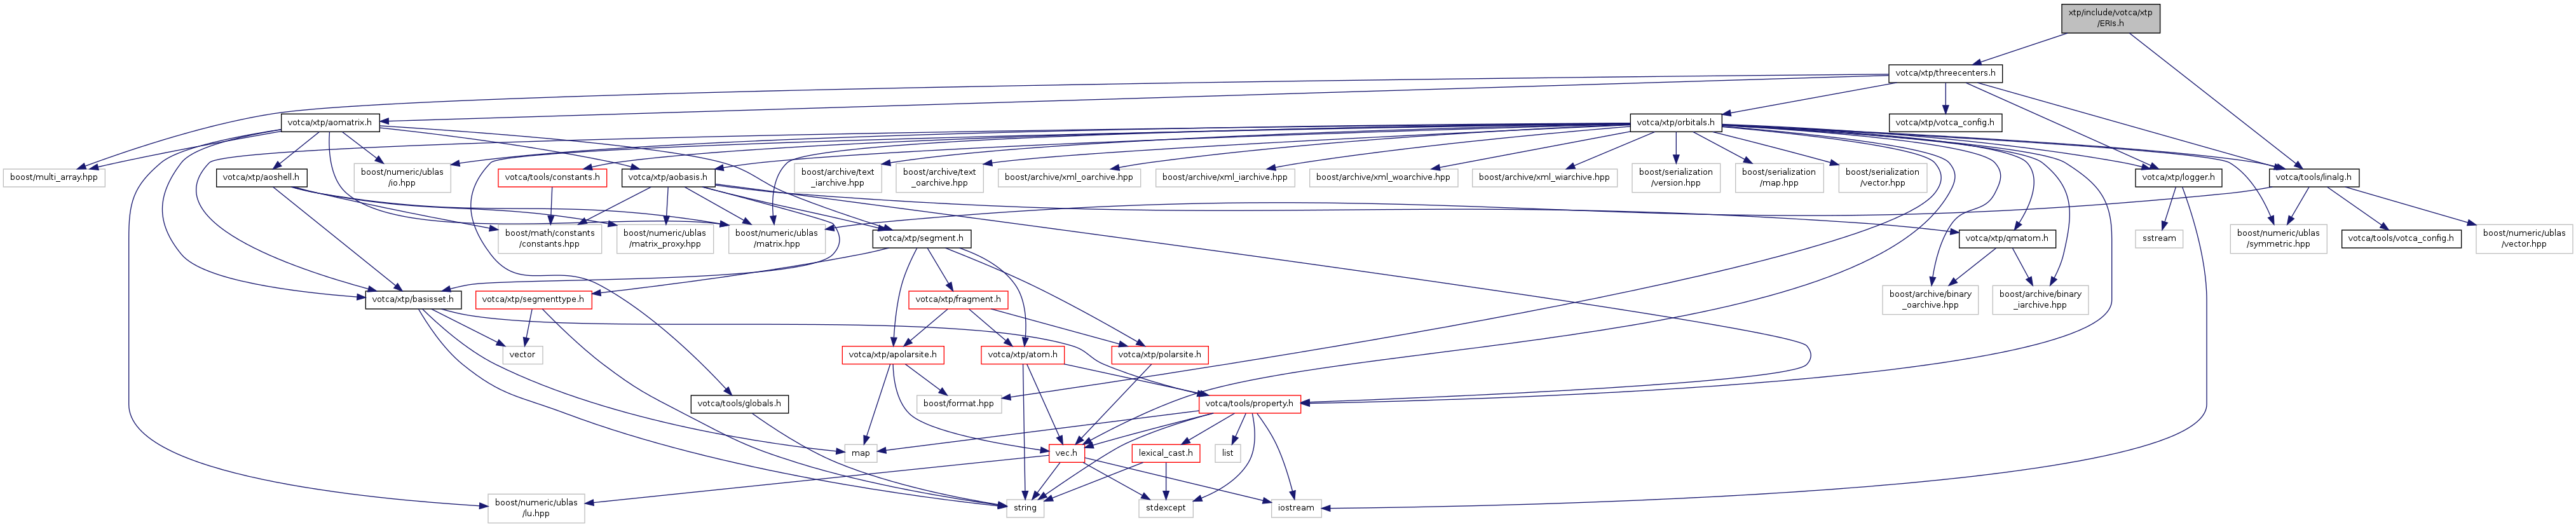 xtp/include/votca/xtp
/ERIs.h
votca/xtp/threecenters.h
votca/xtp/aomatrix.h
votca/xtp/orbitals.h
votca/xtp/votca_config.h
boost/multi_array.hpp
votca/xtp/aoshell.h
boost/numeric/ublas
/io.hpp
votca/tools/constants.h
votca/xtp/aobasis.h
boost/archive/text
_iarchive.hpp
boost/archive/text
_oarchive.hpp
boost/archive/xml_oarchive.hpp
boost/archive/xml_iarchive.hpp
boost/archive/xml_woarchive.hpp
boost/archive/xml_wiarchive.hpp
boost/serialization
/version.hpp
boost/serialization
/map.hpp
boost/serialization
/vector.hpp
votca/xtp/logger.h
votca/tools/linalg.h
boost/math/constants
/constants.hpp
boost/numeric/ublas
/matrix_proxy.hpp
boost/numeric/ublas
/matrix.hpp
votca/xtp/segment.h
votca/xtp/qmatom.h
sstream
boost/numeric/ublas
/symmetric.hpp
votca/tools/votca_config.h
boost/numeric/ublas
/vector.hpp
votca/xtp/basisset.h
votca/xtp/segmenttype.h
votca/xtp/fragment.h
boost/archive/binary
_oarchive.hpp
boost/archive/binary
_iarchive.hpp
vector
votca/xtp/apolarsite.h
votca/xtp/atom.h
votca/xtp/polarsite.h
votca/tools/globals.h
boost/format.hpp
votca/tools/property.h
map
vec.h
lexical_cast.h
list
boost/numeric/ublas
/lu.hpp
string
stdexcept
iostream